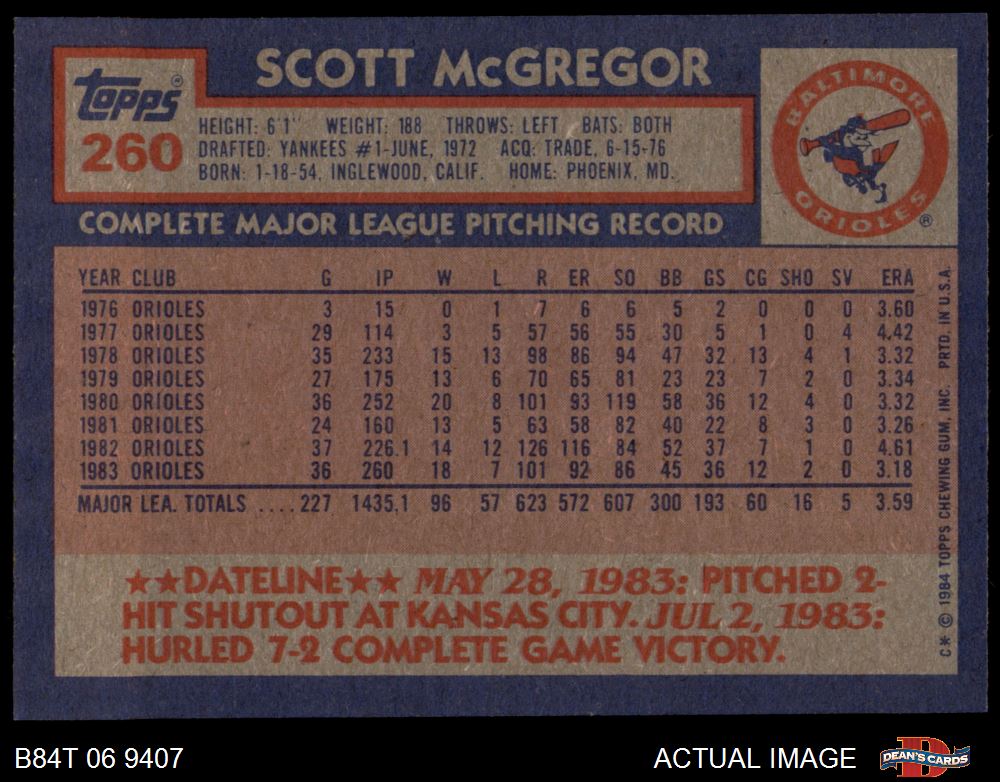 SCOTT McGREGOR
Topps®
260
HEIGHT: 6'1" WEIGHT: 188 THROWS: LEFT BATS: BOTH
DRAFTED: YANKEES #1-JUNE, 1972 ACQ: TRADE, 6-15-76
BORN: 1-18-54, INGLEWOOD, CALIF. HOME: PHOENIX, MD.
BALTIMORE
ORIOLES ®
COMPLETE MAJOR LEAGUE PITCHING RECORD
YEAR CLUB G IP W L R ER SO BB GS CG SHO SV ERA
1976 ORIOLES 3 15 0 1 7 6 6 5 2 0 0 0 3.60
1977 ORIOLES 29 114 3 5 57 56 55 30 5 1 0 4 4.42
1978 ORIOLES 35 233 15 13 98 86 94 47 32 13 4 1 3.32
1979 ORIOLES 27 175 13 6 70 65 81 23 23 7 2 0 3.34
1980 ORIOLES 36 252 20 8 101 93 119 58 36 12 4 0 3.32
1981 ORIOLES 24 160 13 5 63 58 82 40 22 8 3 0 3.26
1982 ORIOLES 37 226.1 14 12 126 116 84 52 37 7 1 0 4.61
1983 ORIOLES 36 260 18 7 101 92 86 45 36 12 2 0 3.18
MAJOR LEA. TOTALS ....227 1435.1 96 57 623 572 607 300 193 60 16 5 3.59
★★DATELINE★★ MAY 28, 1983: PITCHED 2-
HIT SHUTOUT AT KANSAS CITY. JUL 2, 1983:
HURLED 7-2 COMPLETE GAME VICTORY.
C* © 1984 TOPPS CHEWING GUM, INC. PRTD. IN U.S.A.
B84T 06 9407
ACTUAL IMAGE
D
DEAN'S CARDS